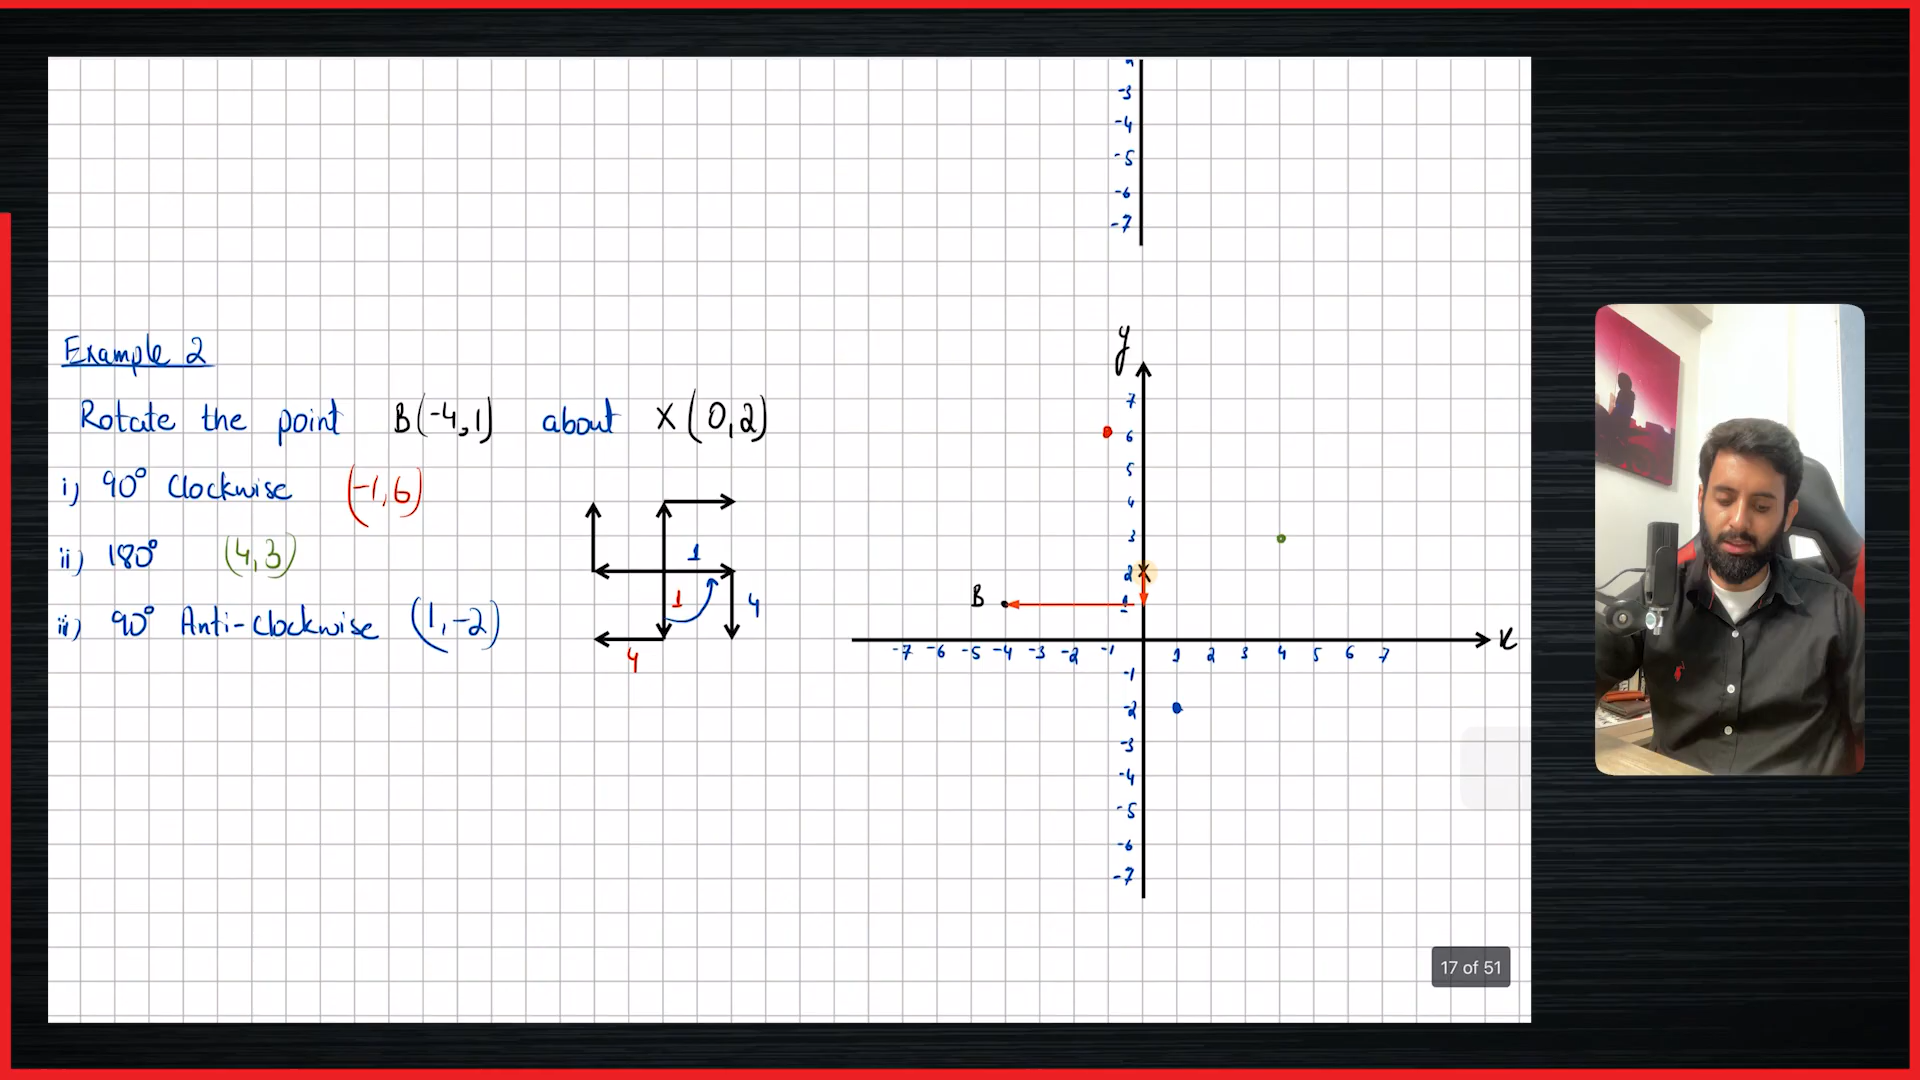 -3
-4
-5
-6
-7
Example 2
Rotate the point B(-4,1) about X(0,2)
i) 90° Clockwise (-1,6)
ii) 180° (4,3)
iii) 90° Anti-clockwise (1,-2)
1
1
4
4
y
7
6
5
4
3
2
X
B
1
-7 -6 -5 -4 -3 -2 -1 1 2 3 4 5 6 7
x
-1
-2
-3
-4
-5
-6
-7
17 of 51